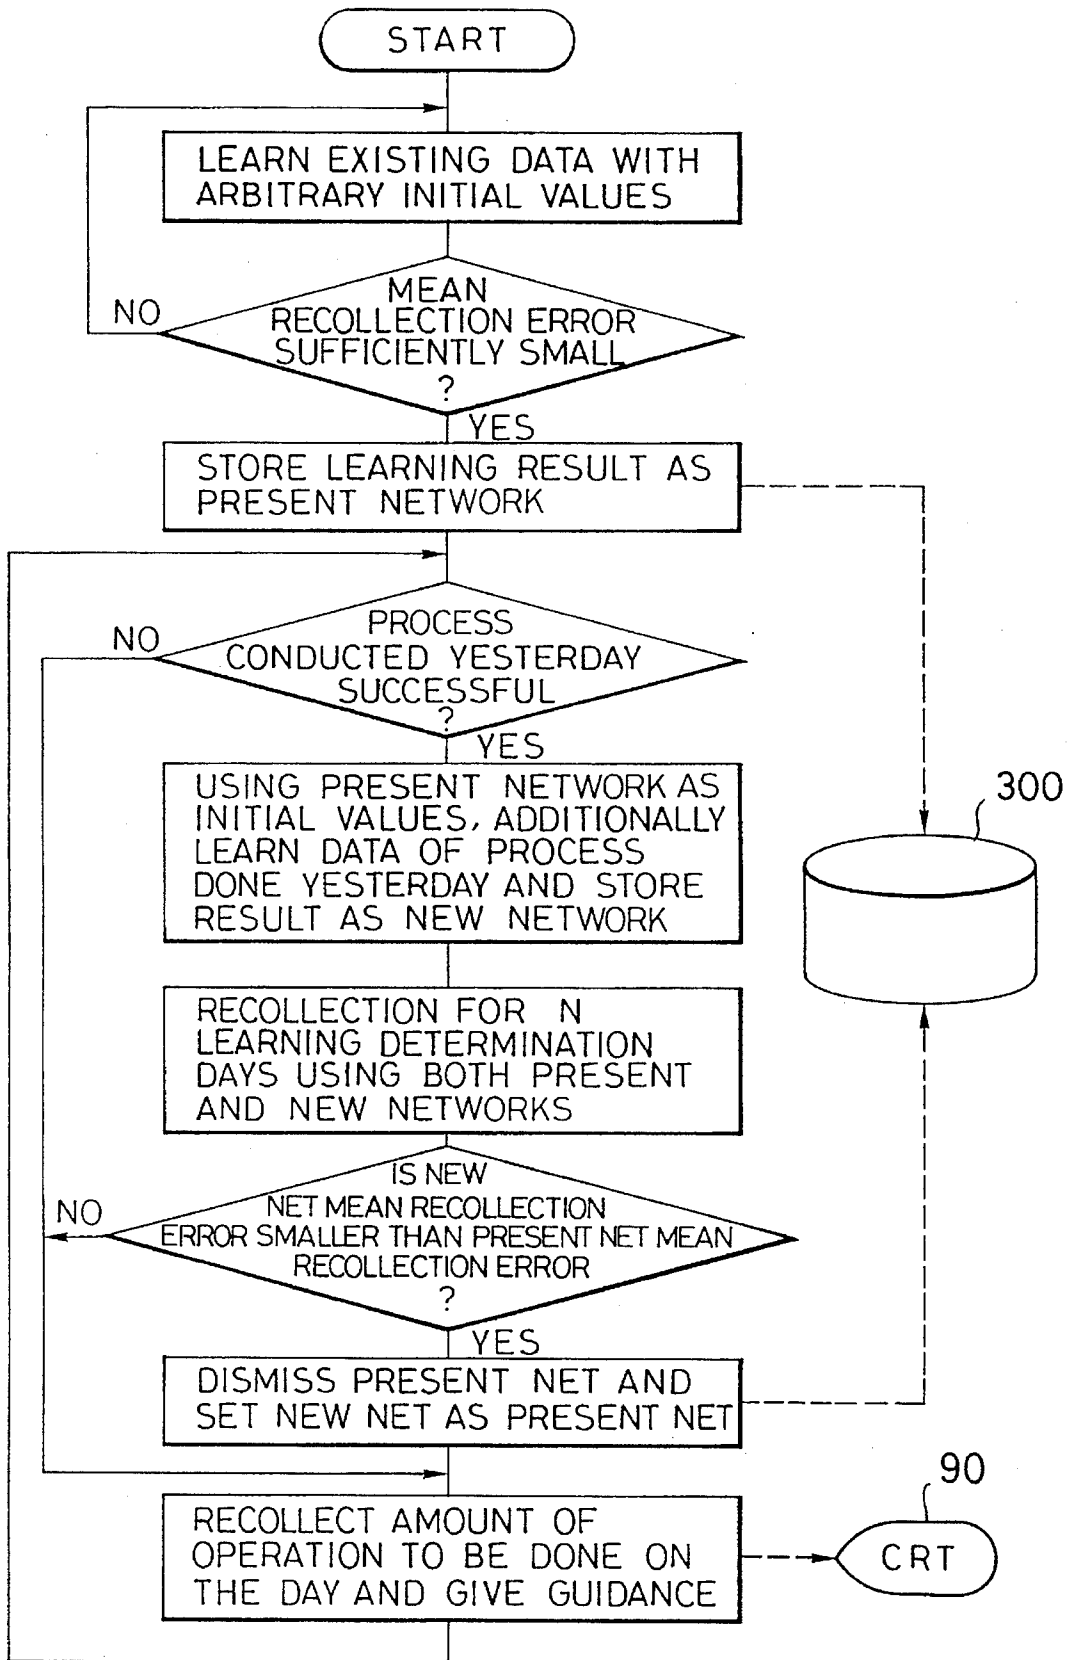 START
LEARN EXISTING DATA WITH
ARBITRARY INITIAL VALUES
MEAN
RECOLLECTION ERROR
SUFFICIENTLY SMALL
?
NO
YES
STORE LEARNING RESULT AS
PRESENT NETWORK
PROCESS
CONDUCTED YESTERDAY
SUCCESSFUL
?
NO
YES
USING PRESENT NETWORK AS
INITIAL VALUES, ADDITIONALLY
LEARN DATA OF PROCESS
DONE YESTERDAY AND STORE
RESULT AS NEW NETWORK
300
RECOLLECTION FOR N
LEARNING DETERMINATION
DAYS USING BOTH PRESENT
AND NEW NETWORKS
IS NEW
NET MEAN RECOLLECTION
ERROR SMALLER THAN PRESENT NET MEAN
RECOLLECTION ERROR
?
NO
YES
DISMISS PRESENT NET AND
SET NEW NET AS PRESENT NET
RECOLLECT AMOUNT OF
OPERATION TO BE DONE ON
THE DAY AND GIVE GUIDANCE
90
CRT